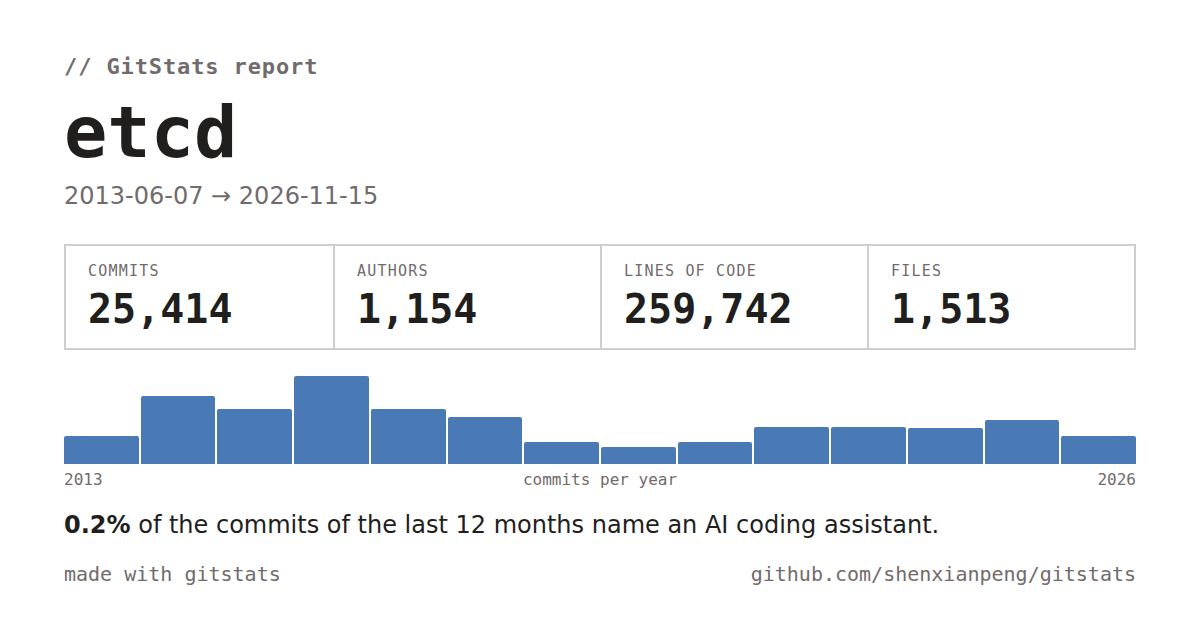 // GitStats report
etcd
2013-06-07 → 2026-11-15
COMMITS AUTHORS LINES OF CODE FILES
25,414 1,154 259,742 1,513
2013 commits per year 2026
0.2% of the commits of the last 12 months name an AI coding assistant.
made with gitstats github.com/shenxianpeng/gitstats